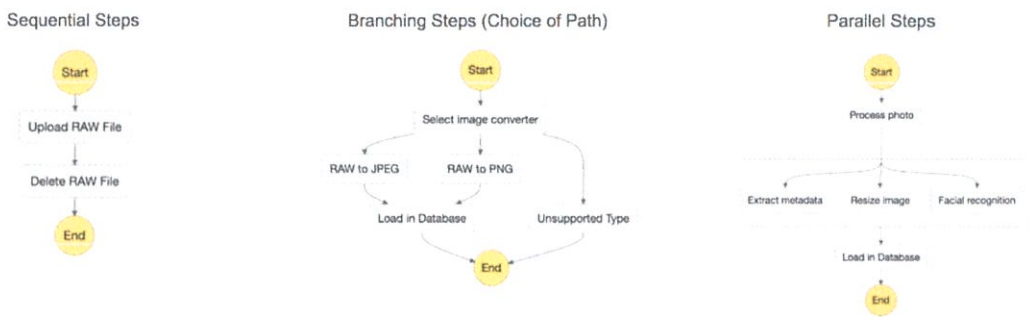 Sequential Steps
Start
Upload RAW File
Delete RAW File
End
Branching Steps (Choice of Path)
Start
Select image converter
RAW to JPEG
RAW to PNG
Load in Database
Unsupported Type
End
Parallel Steps
Start
Process photo
Extract metadata
Resize image
Facial recognition
Load in Database
End